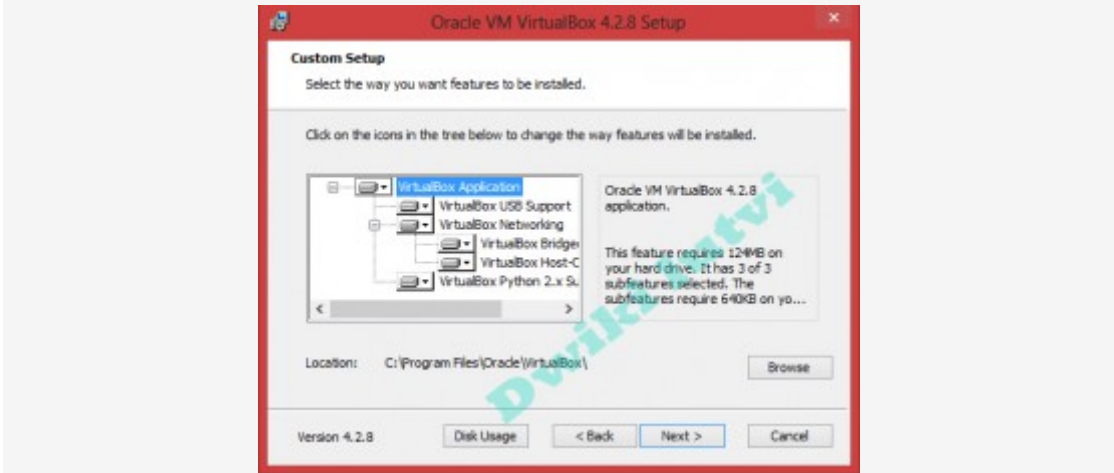 Oracle VM VirtualBox 4.2.8 Setup
Custom Setup
Select the way you want features to be installed.
Click on the icons in the tree below to change the way features will be installed.
VirtualBox Application
VirtualBox USB Support
VirtualBox Networking
VirtualBox Bridge
VirtualBox Host-C
VirtualBox Python 2.x Su
Oracle VM VirtualBox 4.2.8
application.
This feature requires 124MB on
your hard drive. It has 3 of 3
subfeatures selected. The
subfeatures require 640KB on yo...
Location: C:\Program Files\Oracle\VirtualBox\
Browse
Version 4.2.8
Disk Usage
< Back
Next >
Cancel